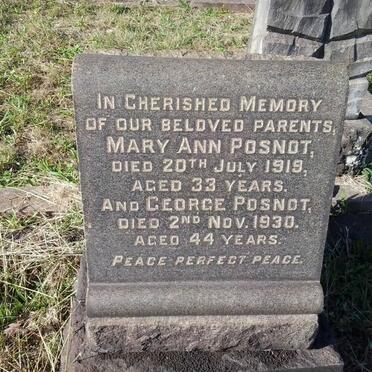 In Cherished Memory
of our beloved parents,
Mary Ann Posnot,
died 20th July 1919,
aged 33 years.
And George Posnot,
died 2nd Nov. 1930.
aged 44 years.
Peace perfect peace.